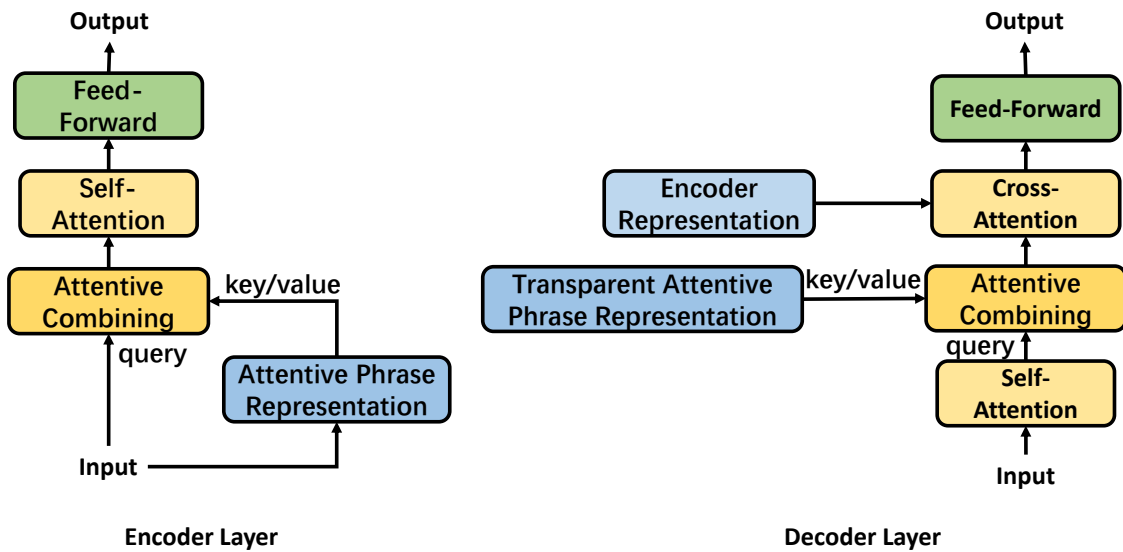 Output
Feed-
Forward
Self-
Attention
Attentive
Combining
key/value
query
Attentive Phrase
Representation
Input
Encoder Layer
Output
Feed-Forward
Encoder
Representation
Cross-
Attention
Transparent Attentive
Phrase Representation
key/value
Attentive
Combining
query
Self-
Attention
Input
Decoder Layer